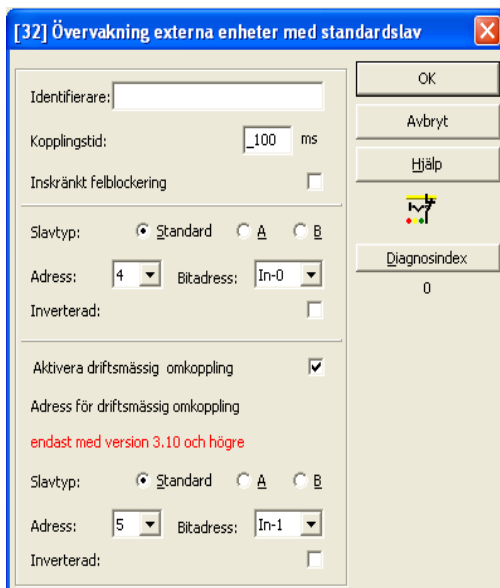 [32] Övervakning externa enheter med standardslav
Identifierare:
Kopplingstid: _100 ms
Inskränkt felblockering
Slavtyp: Standard A B
Adress: 4 Bitadress: In-0
Inverterad:
Aktivera driftsmässig omkoppling
Adress för driftsmässig omkoppling
endast med version 3.10 och högre
Slavtyp: Standard A B
Adress: 5 Bitadress: In-1
Inverterad:
OK
Avbryt
Hjälp
Diagnosindex
0